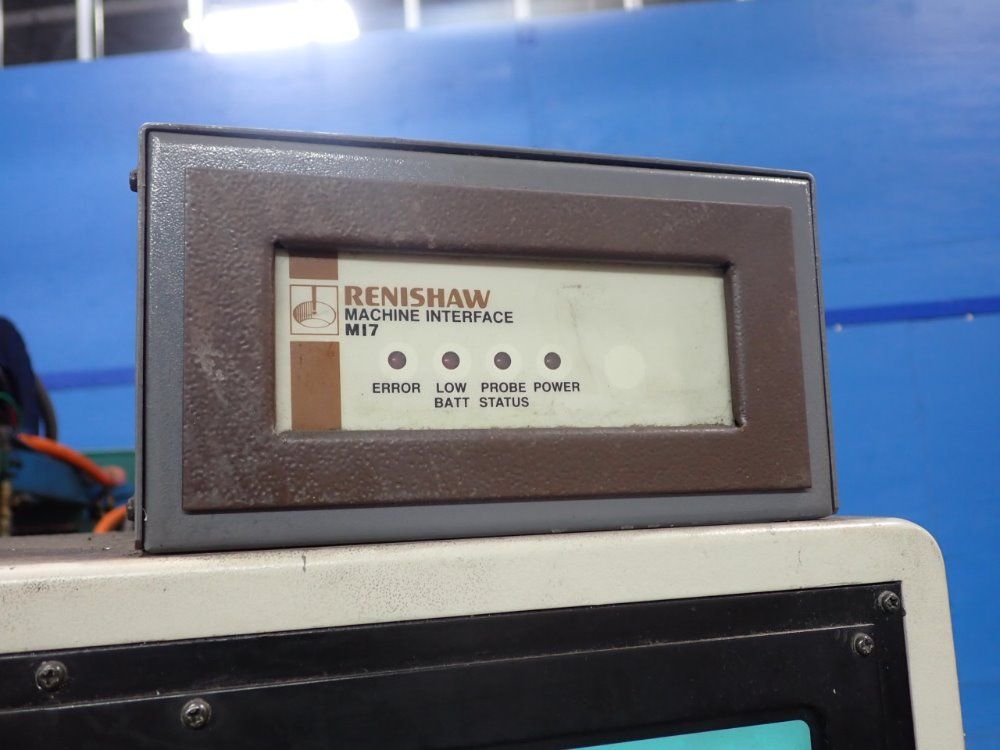 RENISHAW
MACHINE INTERFACE
MI7
ERROR LOW PROBE POWER
BATT STATUS